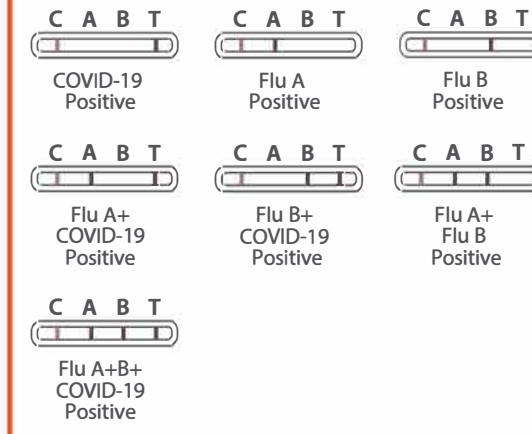 C A B T
COVID-19
Positive
C A B T
Flu A
Positive
C A B T
Flu B
Positive
C A B T
Flu A+
COVID-19
Positive
C A B T
Flu B+
COVID-19
Positive
C A B T
Flu A+
Flu B
Positive
C A B T
Flu A+B+
COVID-19
Positive